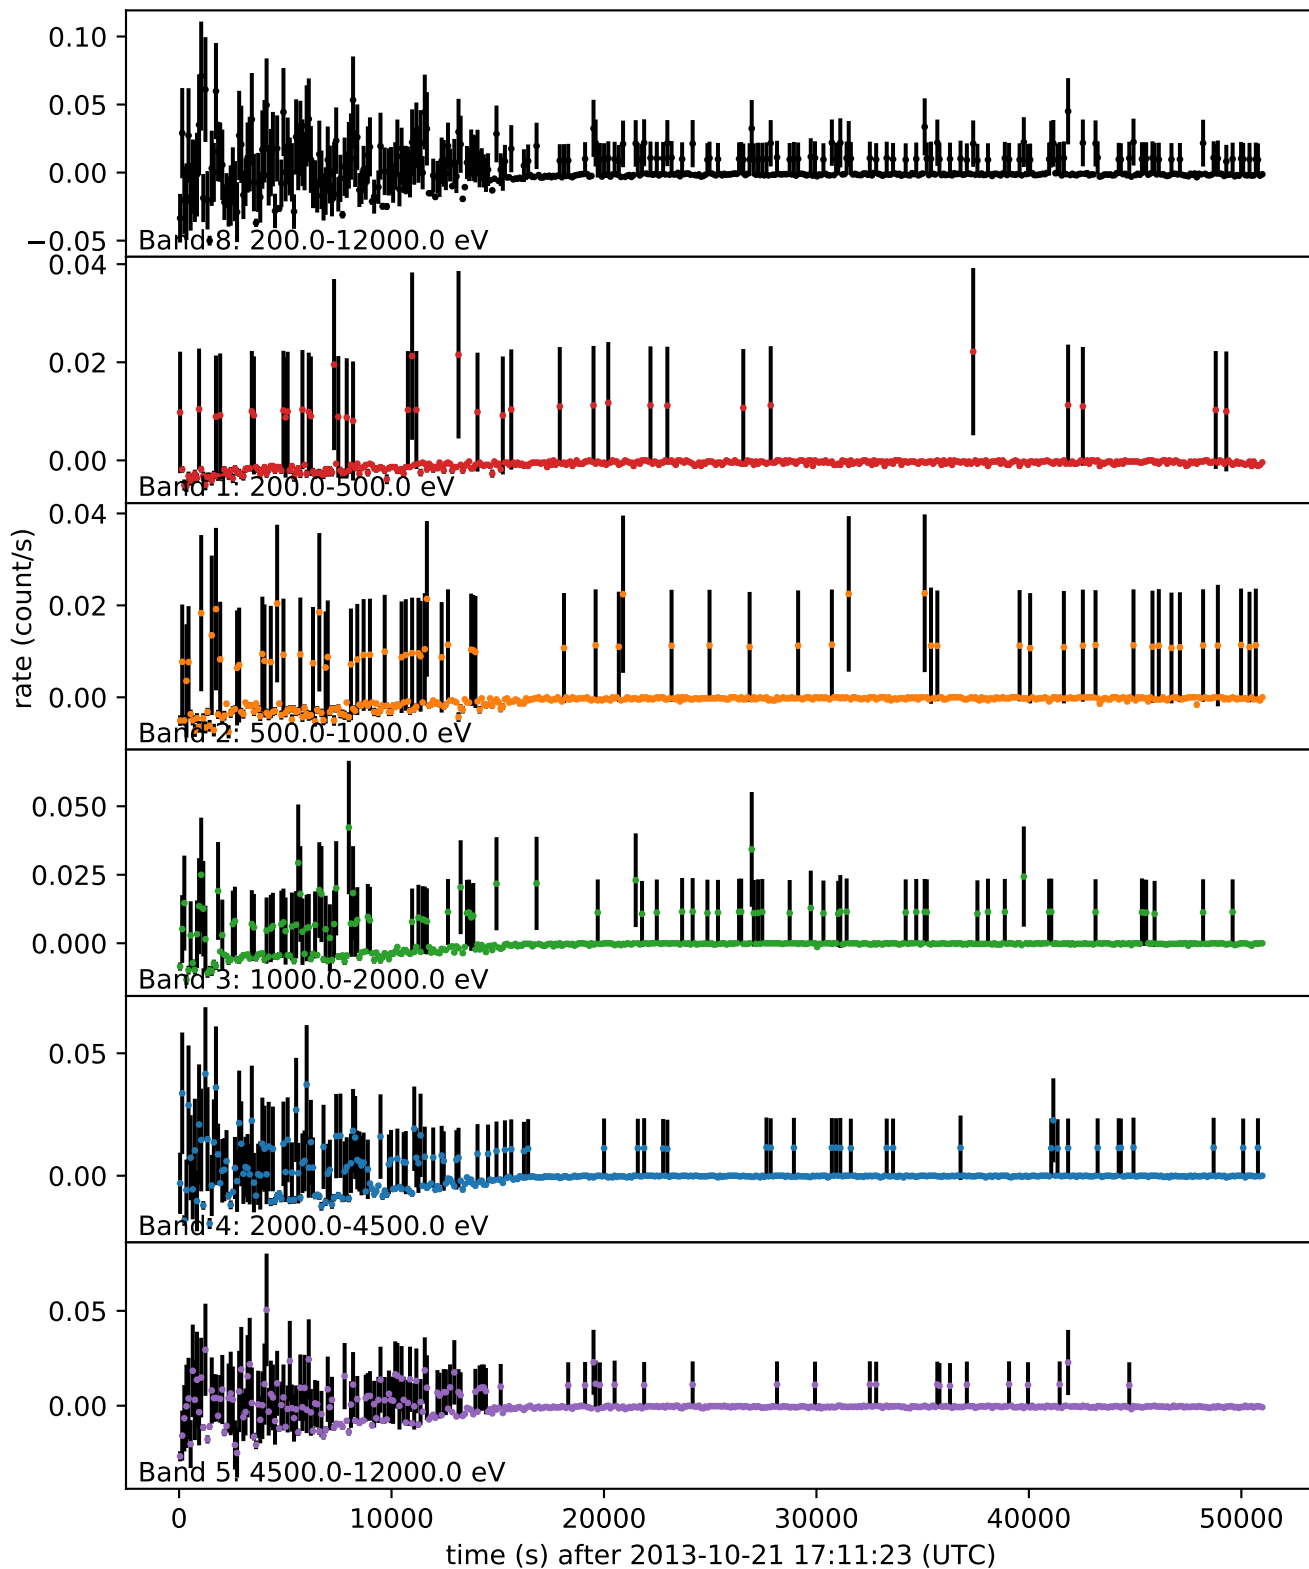 0.10
0.05
0.00
−0.05
Band 8: 200.0-12000.0 eV
0.04
0.02
0.00
Band 1: 200.0-500.0 eV
0.04
0.02
0.00
Band 2: 500.0-1000.0 eV
rate (count/s)
0.050
0.025
0.000
Band 3: 1000.0-2000.0 eV
0.05
0.00
Band 4: 2000.0-4500.0 eV
0.05
0.00
Band 5: 4500.0-12000.0 eV
0 10000 20000 30000 40000 50000
time (s) after 2013-10-21 17:11:23 (UTC)